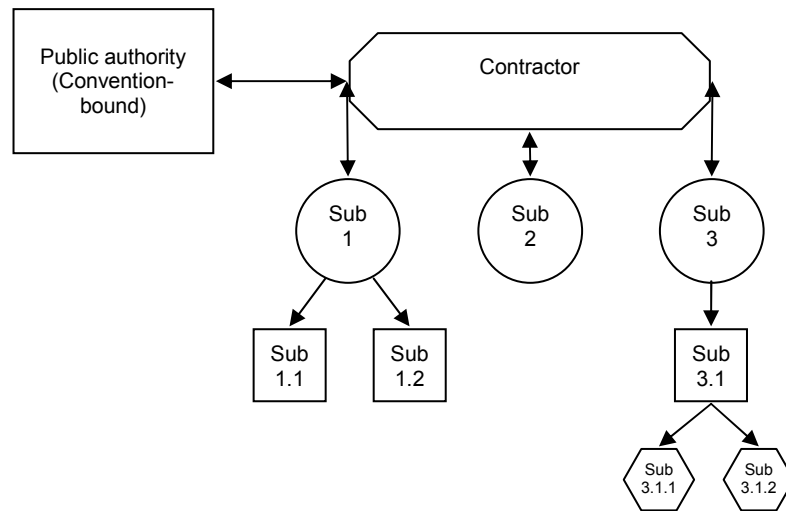 Public authority
(Convention-
bound)
Contractor
Sub
1
Sub
2
Sub
3
Sub
1.1
Sub
1.2
Sub
3.1
Sub
3.1.1
Sub
3.1.2